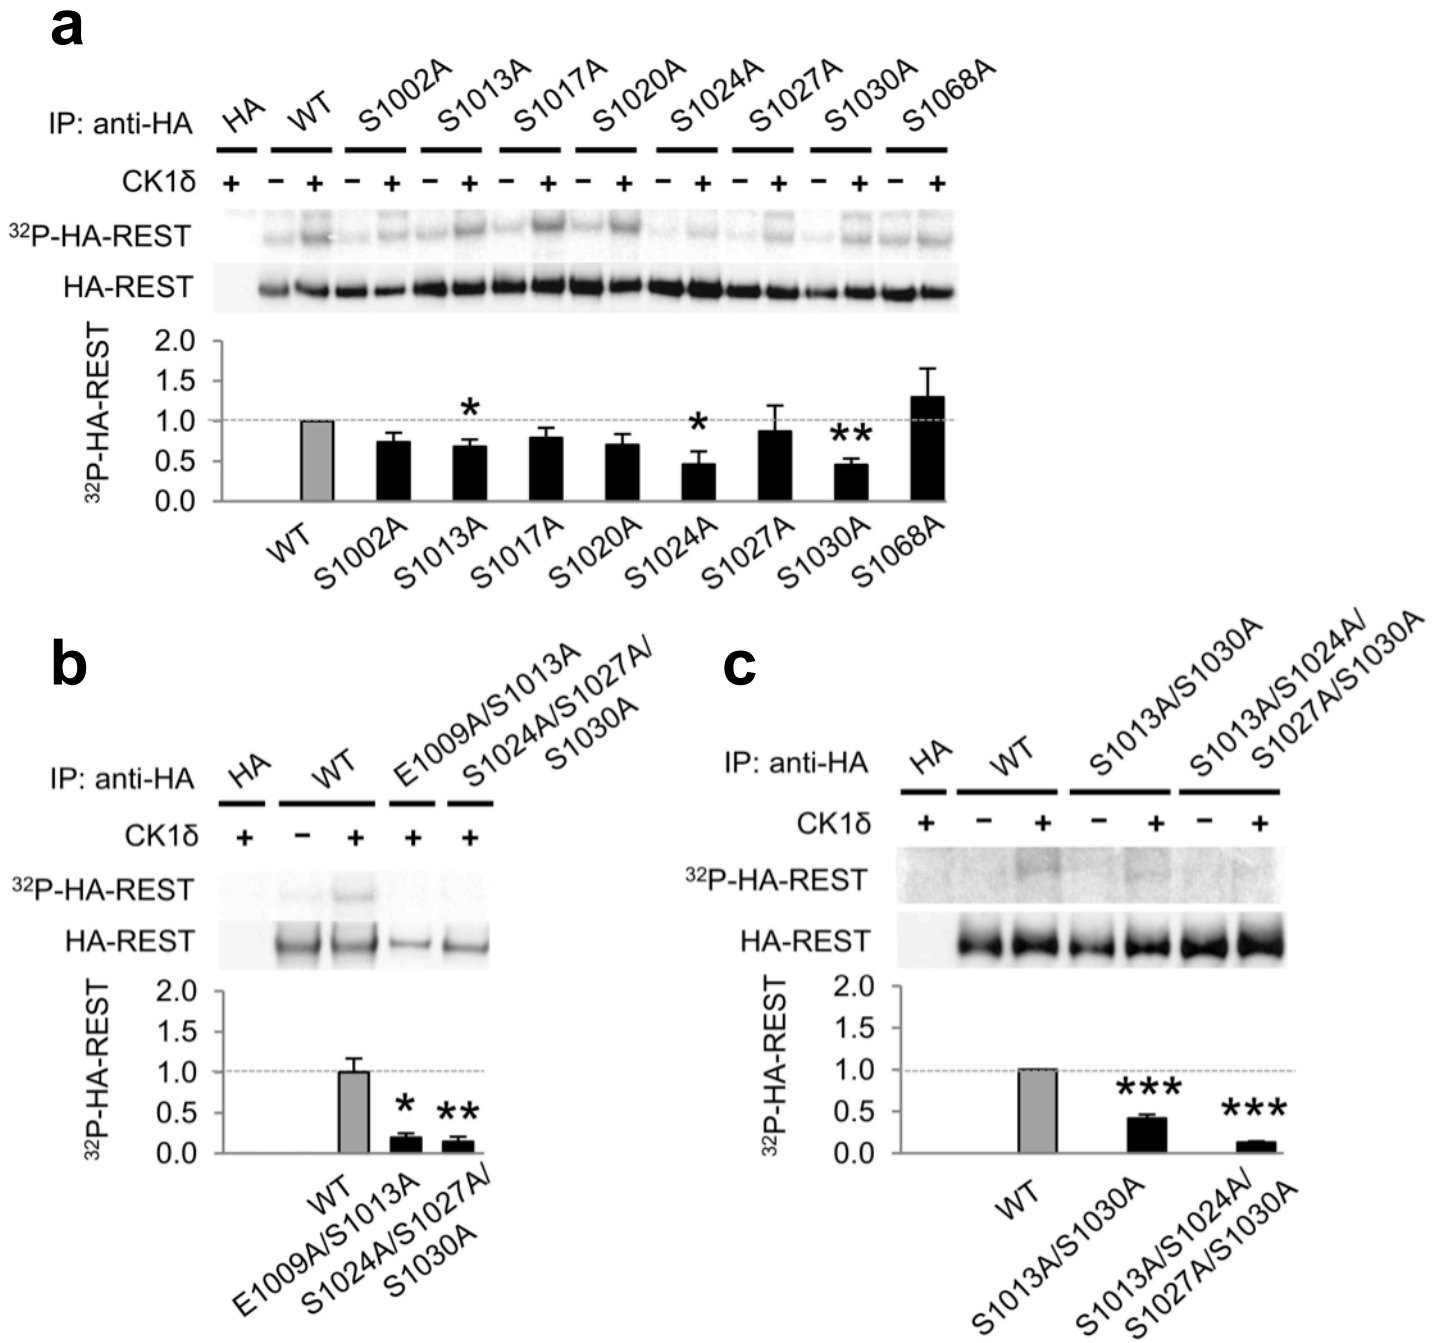 a
IP: anti-HA HA WT S1002A S1013A S1017A S1020A S1024A S1027A S1030A S1068A
CK1δ + − + − + − + − + − + − + − + − + − +
³²P-HA-REST
HA-REST
³²P-HA-REST
2.0
1.5
* * **
1.0
0.5
0.0
WT S1002A S1013A S1017A S1020A S1024A S1027A S1030A S1068A
b
IP: anti-HA HA WT E1009A/S1013A S1024A/S1027A/
S1030A
CK1δ + − + + +
³²P-HA-REST
HA-REST
³²P-HA-REST
2.0
1.5
1.0
* **
0.5
0.0
WT E1009A/S1013A S1024A/S1027A/
S1030A
c
IP: anti-HA HA WT S1013A/S1030A S1013A/S1024A/
S1027A/S1030A
CK1δ + − + − + − +
³²P-HA-REST
HA-REST
³²P-HA-REST
2.0
1.5
1.0
*** ***
0.5
0.0
WT S1013A/S1030A S1013A/S1024A/
S1027A/S1030A